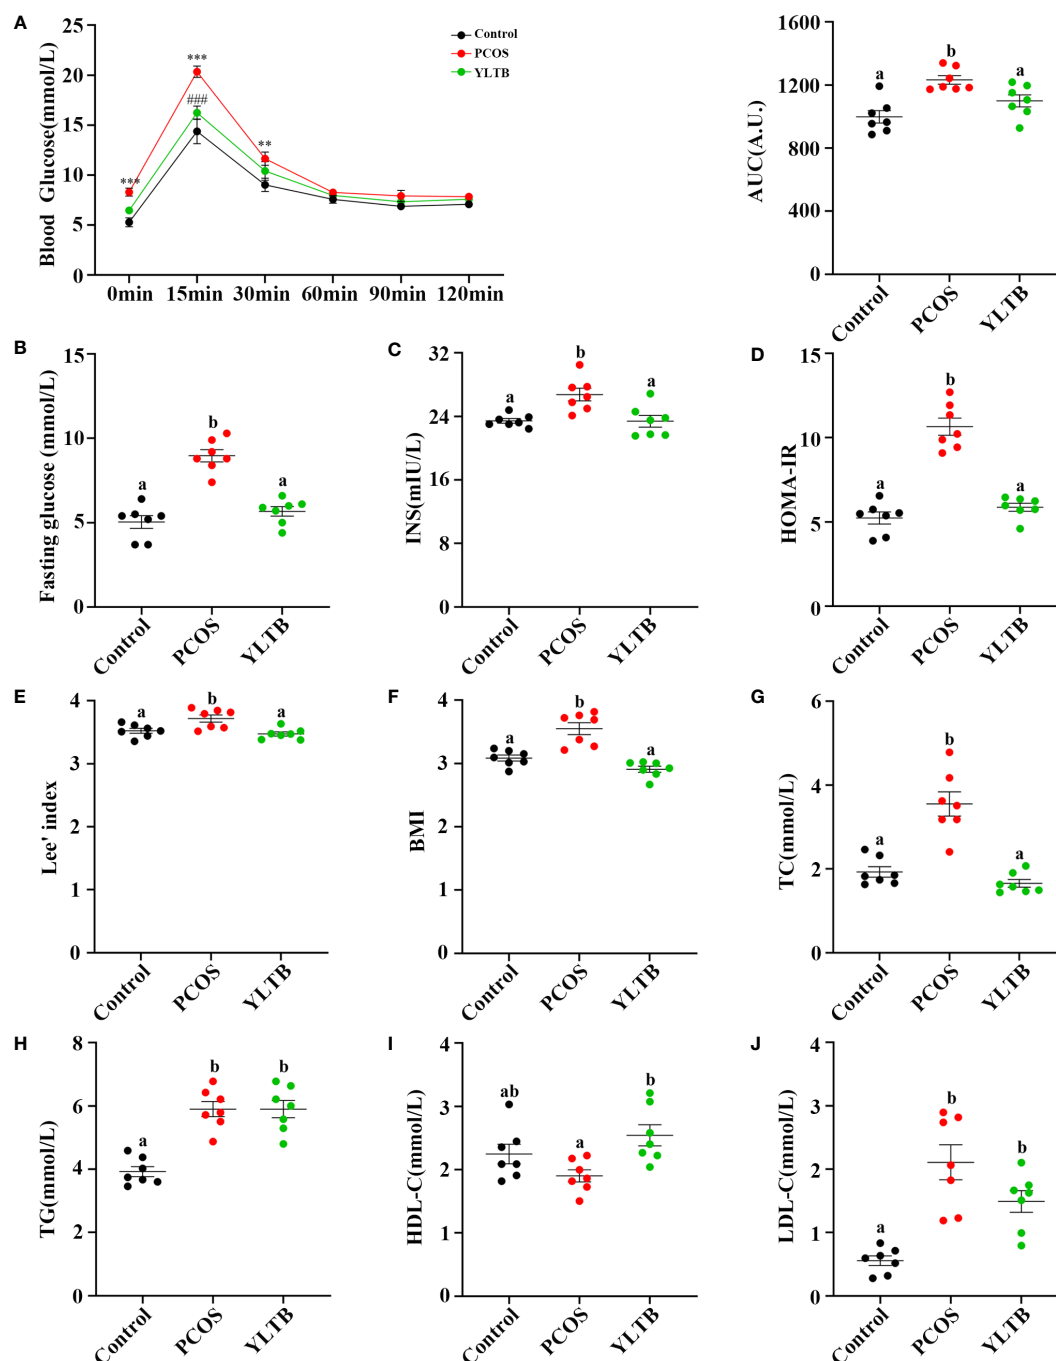 A
Blood Glucose(mmol/L)
25
20
15
10
5
0
***
###
***
**
0min 15min 30min 60min 90min 120min
Control
PCOS
YLTB
AUC(A.U.)
1600
1200
800
400
0
a b a
Control PCOS YLTB
B
Fasting glucose (mmol/L)
15
10
5
0
a b a
Control PCOS YLTB
C
INS(mIU/L)
32
24
16
8
0
a b a
Control PCOS YLTB
D
HOMA-IR
15
10
5
0
a b a
Control PCOS YLTB
E
Lee' index
4
3
2
1
0
a b a
Control PCOS YLTB
F
BMI
4
3
2
1
0
a b a
Control PCOS YLTB
G
TC(mmol/L)
6
4
2
0
a b a
Control PCOS YLTB
H
TG(mmol/L)
8
6
4
2
0
a b b
Control PCOS YLTB
I
HDL-C(mmol/L)
4
3
2
1
0
ab a b
Control PCOS YLTB
J
LDL-C(mmol/L)
4
3
2
1
0
a b b
Control PCOS YLTB